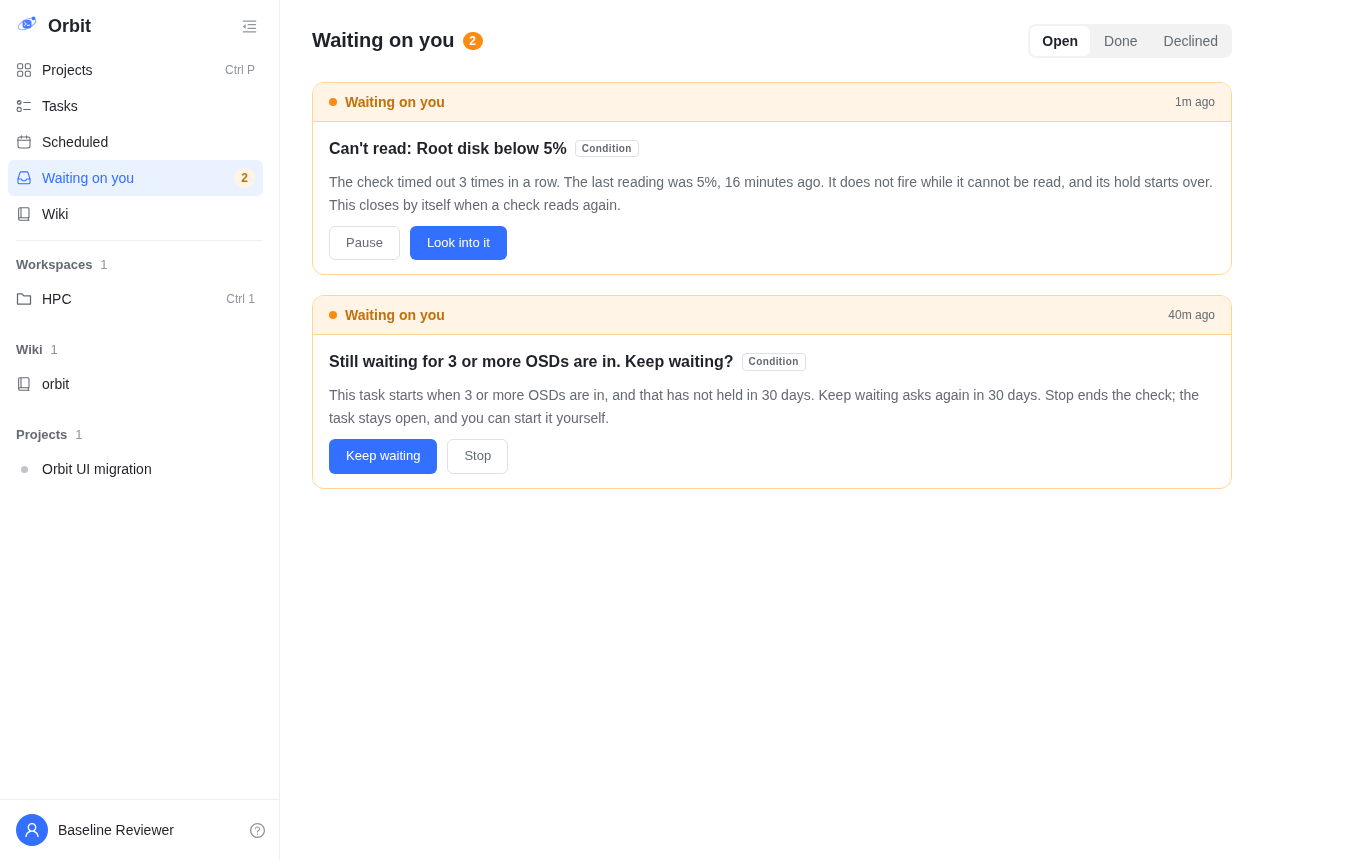 Orbit
Projects Ctrl P
Tasks
Scheduled
Waiting on you 2
Wiki
Workspaces 1
HPC Ctrl 1
Wiki 1
orbit
Projects 1
Orbit UI migration
Baseline Reviewer
Waiting on you 2
Open Done Declined
Waiting on you 1m ago
Can't read: Root disk below 5% Condition
The check timed out 3 times in a row. The last reading was 5%, 16 minutes ago. It does not fire while it cannot be read, and its hold starts over.
This closes by itself when a check reads again.
Pause Look into it
Waiting on you 40m ago
Still waiting for 3 or more OSDs are in. Keep waiting? Condition
This task starts when 3 or more OSDs are in, and that has not held in 30 days. Keep waiting asks again in 30 days. Stop ends the check; the
task stays open, and you can start it yourself.
Keep waiting Stop